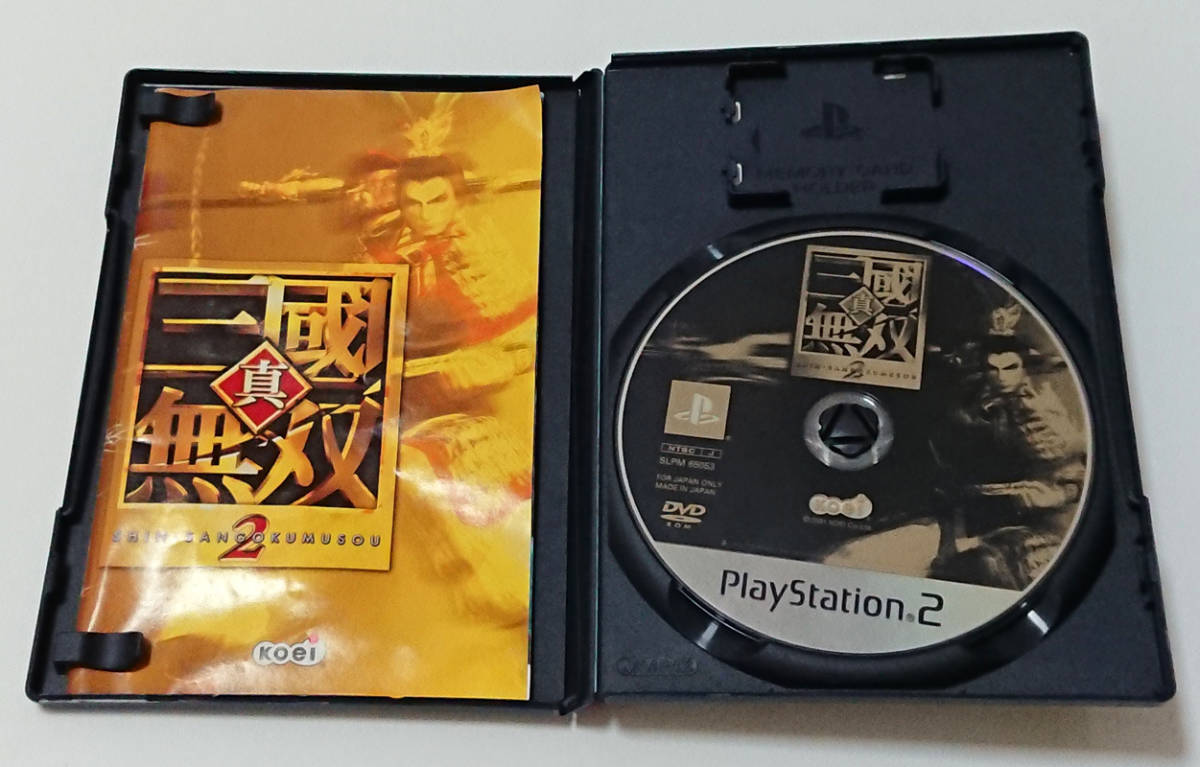 三國
真
無双
2
SHIN・SANGOKUMUSOU
Koei
MEMORY CARD
HOLDER
三國
真
無双
SHIN・SANGOKUMUSOU
2
NTSC J
SLPM 65053
FOR JAPAN ONLY
MADE IN JAPAN
DVD
ROM
Koei
PlayStation.2